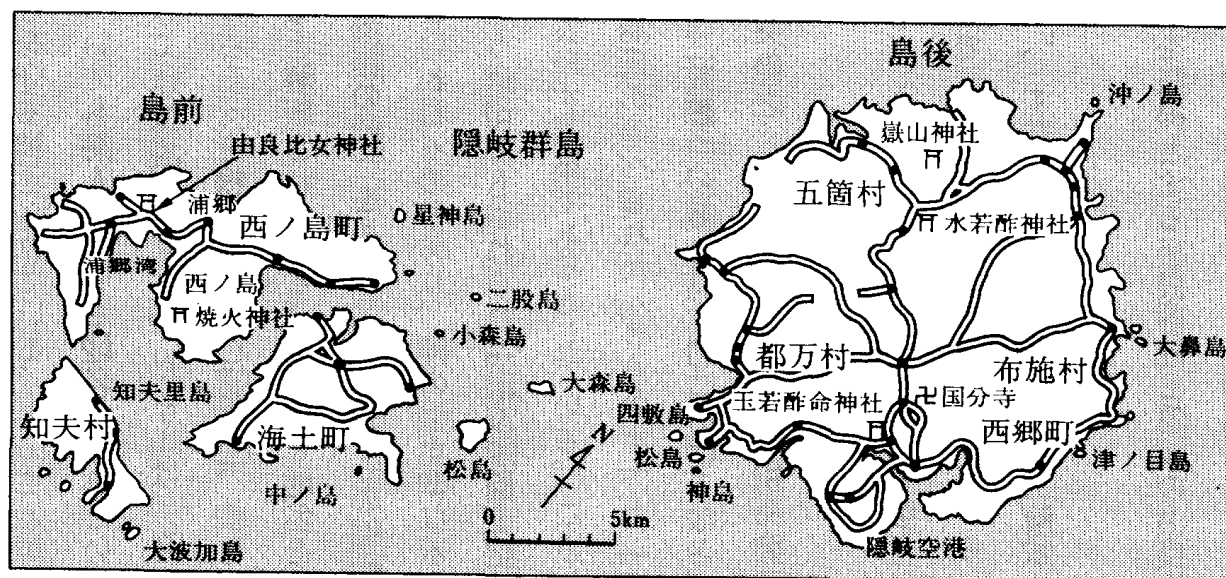 島前
由良比女神社
隠岐群島
浦郷
西ノ島町
星神島
浦郷湾
西ノ島
焼火神社
二股島
小森島
知夫里島
知夫村
海士町
大森島
松島
中ノ島
大波加島
N
0 5km
島後
沖ノ島
嶽山神社
五箇村
水若酢神社
都万村
布施村
大鼻島
玉若酢命神社
卍国分寺
四敷島
西郷町
松島
神島
津ノ目島
隠岐空港